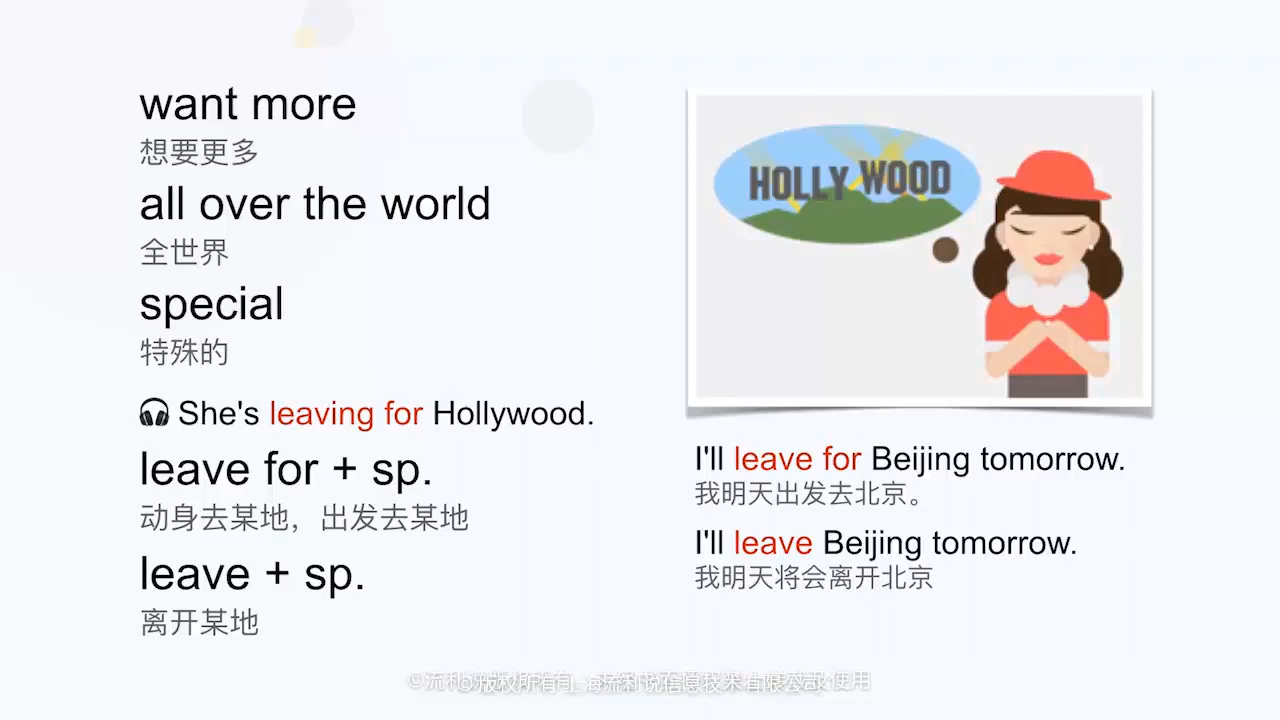 want more
想要更多
all over the world
全世界
special
特殊的
She's leaving for Hollywood.
leave for + sp.
动身去某地，出发去某地
leave + sp.
离开某地
HOLLYWOOD
I'll leave for Beijing tomorrow.
我明天出发去北京。
I'll leave Beijing tomorrow.
我明天将会离开北京